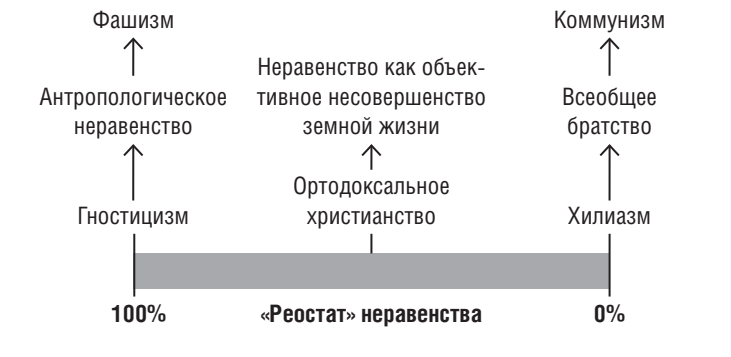 Фашизм
Коммунизм
Антропологическое
неравенство
Неравенство как объек-
тивное несовершенство
земной жизни
Всеобщее
братство
Гностицизм
Ортодоксальное
христианство
Хилиазм
100%
«Реостат» неравенства
0%